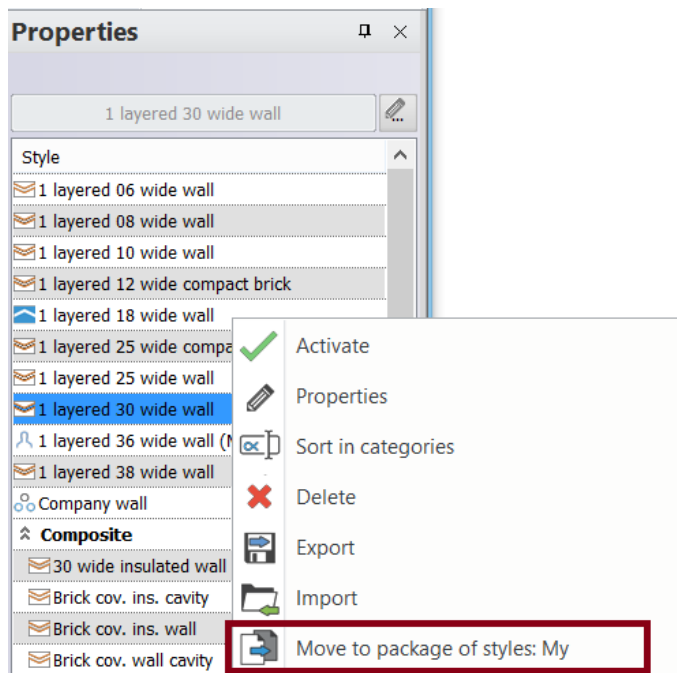 Properties
1 layered 30 wide wall
Style
1 layered 06 wide wall
1 layered 08 wide wall
1 layered 10 wide wall
1 layered 12 wide compact brick
1 layered 18 wide wall
1 layered 25 wide compa
1 layered 25 wide wall
1 layered 30 wide wall
1 layered 36 wide wall (M
1 layered 38 wide wall
Company wall
Composite
30 wide insulated wall
Brick cov. ins. cavity
Brick cov. ins. wall
Brick cov. wall cavity
Activate
Properties
Sort in categories
Delete
Export
Import
Move to package of styles: My